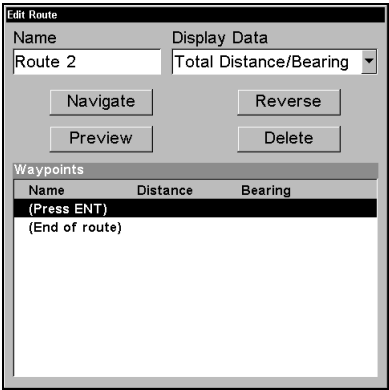 Edit Route
Name Display Data
Route 2 Total Distance/Bearing
Navigate Reverse
Preview Delete
Waypoints
Name Distance Bearing
(Press ENT)
(End of route)